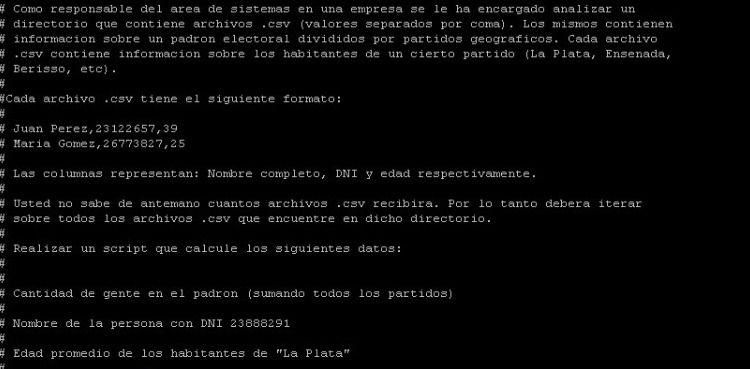 # Como responsable del area de sistemas en una empresa se le ha encargado analizar un
# directorio que contiene archivos .csv (valores separados por coma). Los mismos contienen
# informacion sobre un padron electoral divididos por partidos geograficos. Cada archivo
# .csv contiene informacion sobre los habitantes de un cierto partido (La Plata, Ensenada,
# Berisso, etc).
#
#Cada archivo .csv tiene el siguiente formato:
#
# Juan Perez,23122657,39
# Maria Gomez,26773827,25
#
# Las columnas representan: Nombre completo, DNI y edad respectivamente.
#
# Usted no sabe de antemano cuantos archivos .csv recibira. Por lo tanto debera iterar
# sobre todos los archivos .csv que encuentre en dicho directorio.
#
# Realizar un script que calcule los siguientes datos:
#
#
# Cantidad de gente en el padron (sumando todos los partidos)
#
# Nombre de la persona con DNI 23888291
#
# Edad promedio de los habitantes de "La Plata"
#